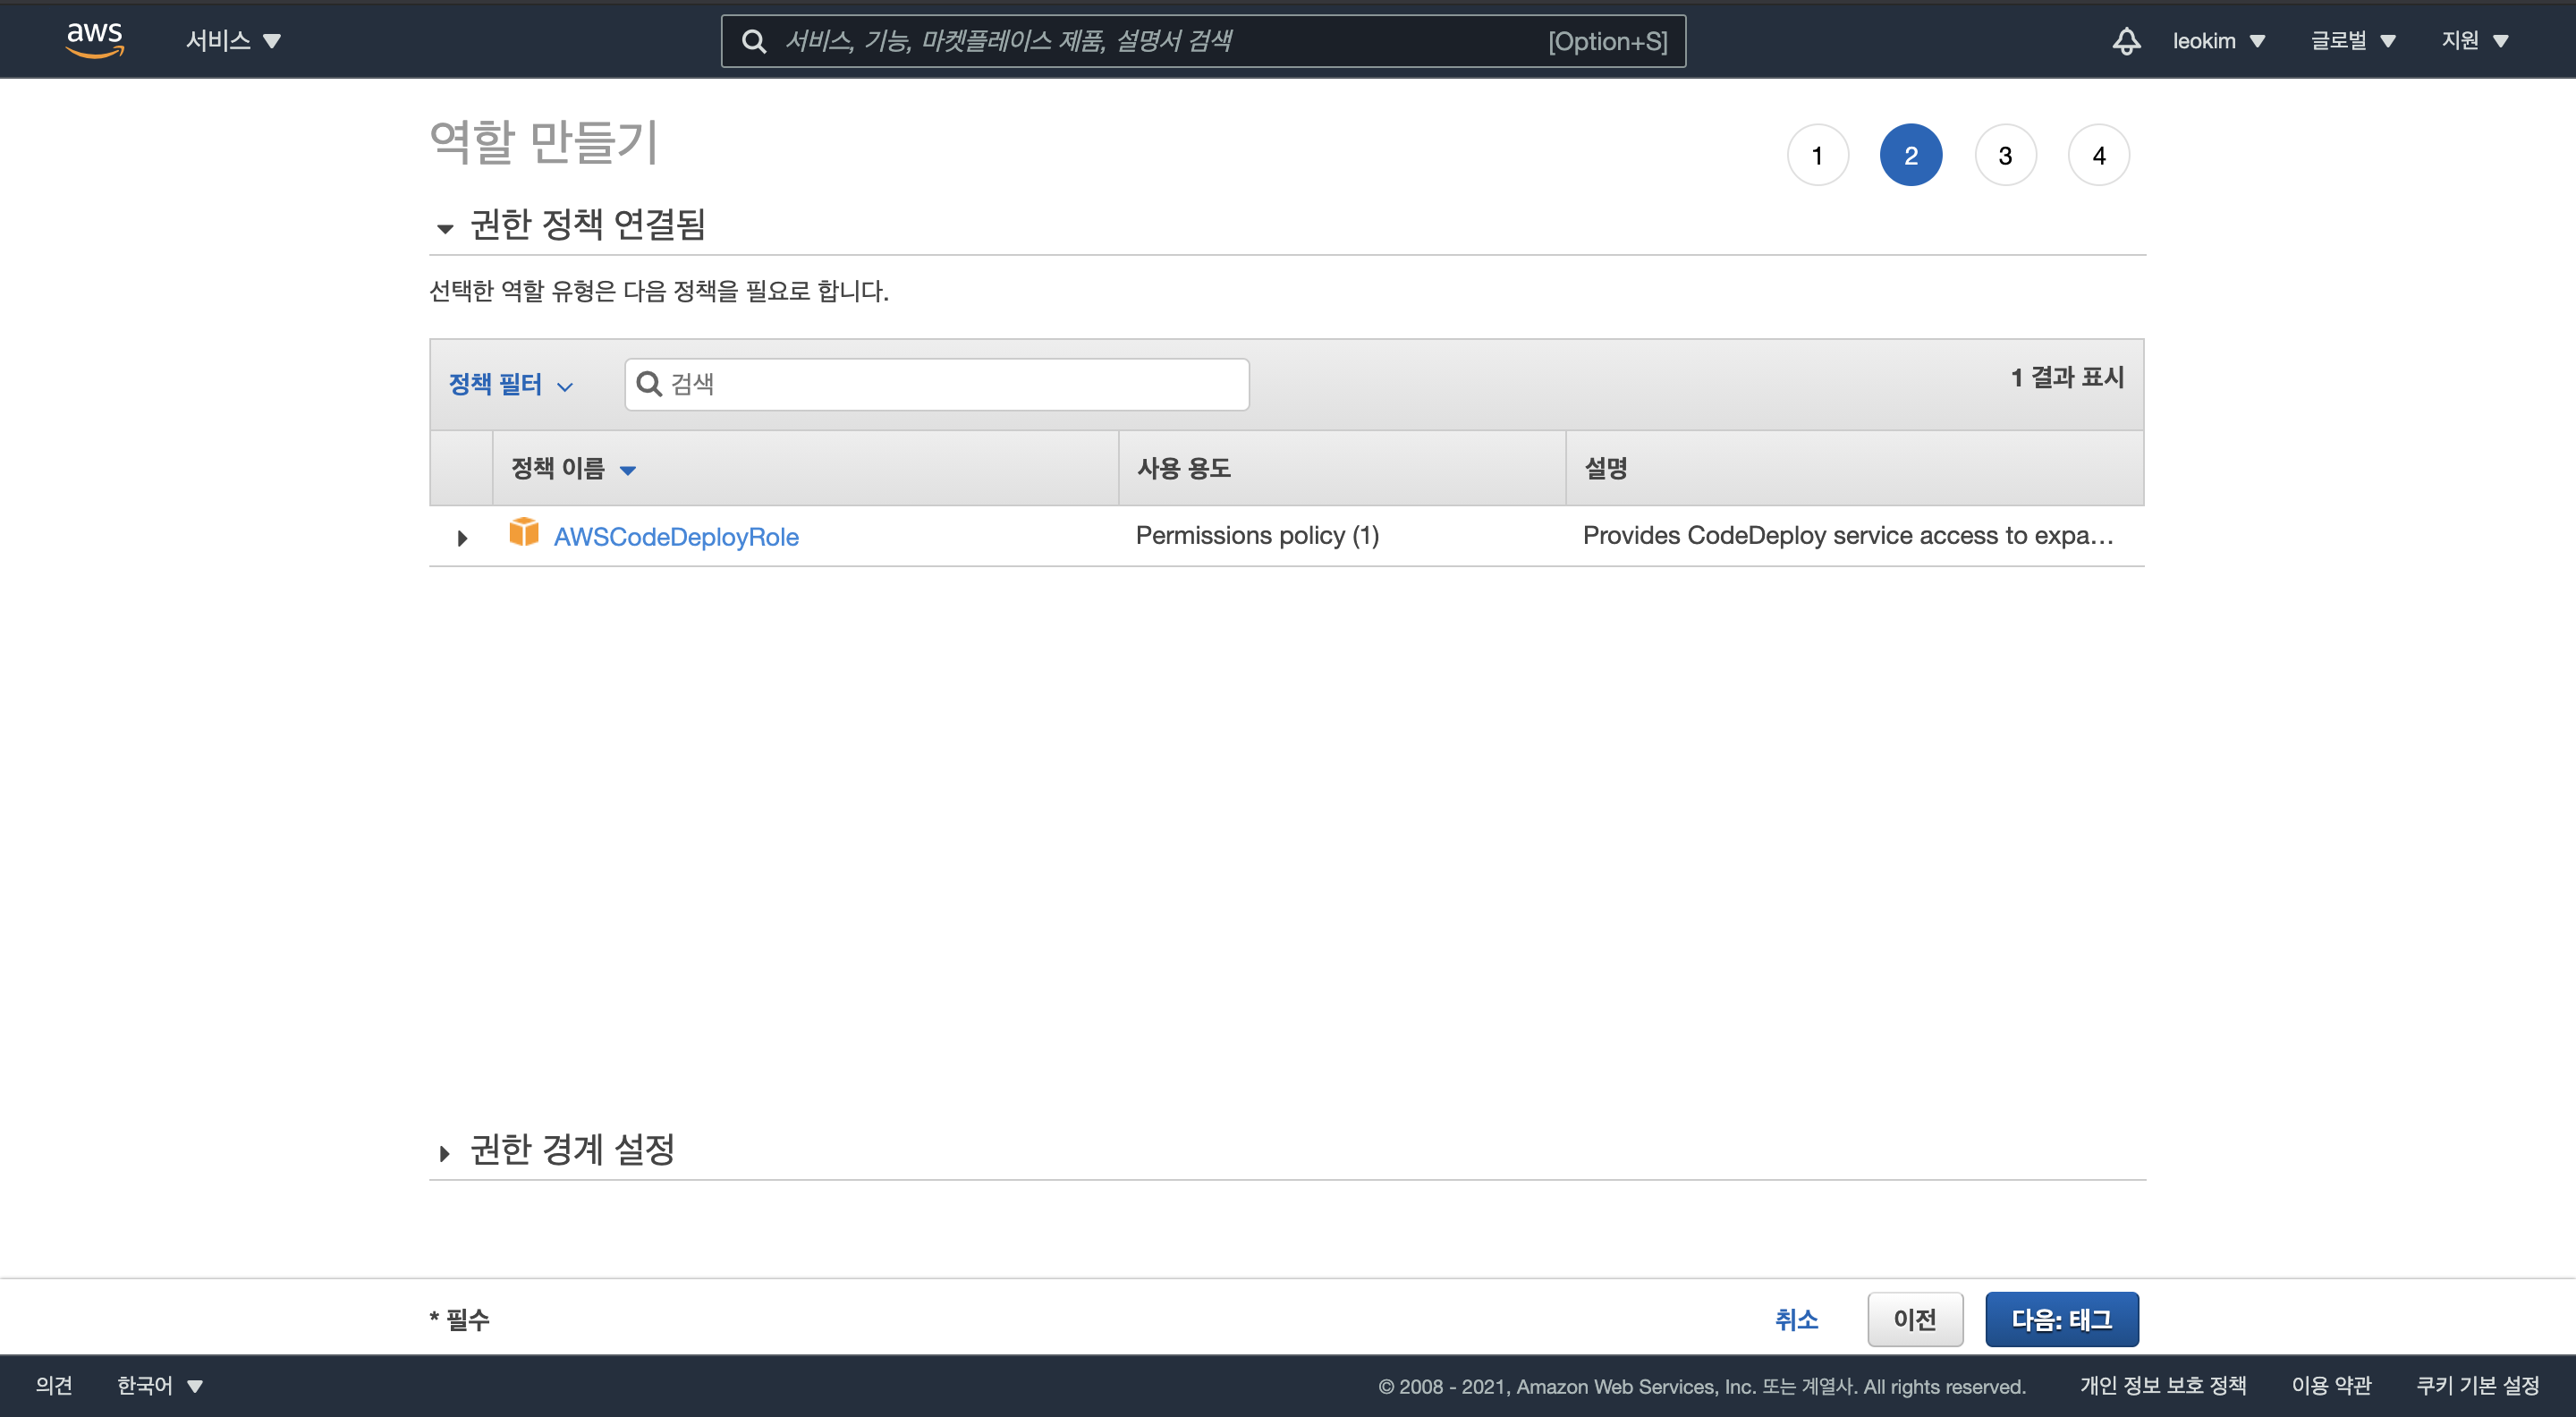 aws 서비스 서비스, 기능, 마켓플레이스 제품, 설명서 검색 [Option+S] leokim 글로벌 지원
역할 만들기
1 2 3 4
권한 정책 연결됨
선택한 역할 유형은 다음 정책을 필요로 합니다.
정책 필터 검색 1 결과 표시
정책 이름 사용 용도 설명
AWSCodeDeployRole Permissions policy (1) Provides CodeDeploy service access to expa...
권한 경계 설정
* 필수 취소 이전 다음: 태그
의견 한국어 © 2008 - 2021, Amazon Web Services, Inc. 또는 계열사. All rights reserved. 개인 정보 보호 정책 이용 약관 쿠키 기본 설정